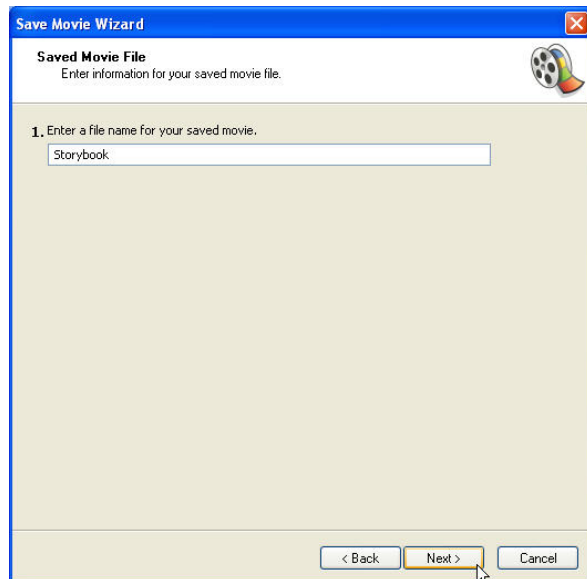 Save Movie Wizard
Saved Movie File
Enter information for your saved movie file.
1. Enter a file name for your saved movie.
Storybook
< Back Next > Cancel